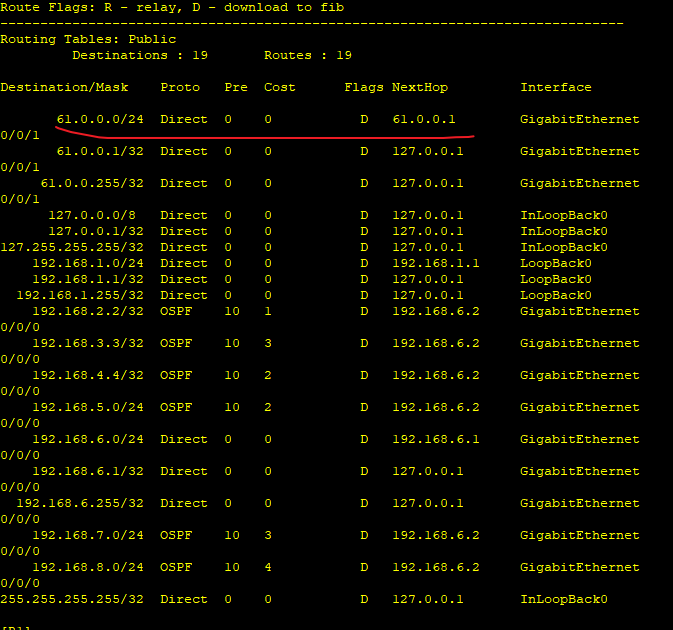 Route Flags: R - relay, D - download to fib
------------------------------------------------------------------------------
Routing Tables: Public
         Destinations : 19       Routes : 19

Destination/Mask    Proto   Pre  Cost      Flags NextHop         Interface

       61.0.0.0/24  Direct  0    0           D   61.0.0.1        GigabitEthernet
0/0/1
       61.0.0.1/32  Direct  0    0           D   127.0.0.1       GigabitEthernet
0/0/1
     61.0.0.255/32  Direct  0    0           D   127.0.0.1       GigabitEthernet
0/0/1
      127.0.0.0/8   Direct  0    0           D   127.0.0.1       InLoopBack0
      127.0.0.1/32  Direct  0    0           D   127.0.0.1       InLoopBack0
127.255.255.255/32  Direct  0    0           D   127.0.0.1       InLoopBack0
    192.168.1.0/24  Direct  0    0           D   192.168.1.1     LoopBack0
    192.168.1.1/32  Direct  0    0           D   127.0.0.1       LoopBack0
  192.168.1.255/32  Direct  0    0           D   127.0.0.1       LoopBack0
    192.168.2.2/32  OSPF    10   1           D   192.168.6.2     GigabitEthernet
0/0/0
    192.168.3.3/32  OSPF    10   3           D   192.168.6.2     GigabitEthernet
0/0/0
    192.168.4.4/32  OSPF    10   2           D   192.168.6.2     GigabitEthernet
0/0/0
    192.168.5.0/24  OSPF    10   2           D   192.168.6.2     GigabitEthernet
0/0/0
    192.168.6.0/24  Direct  0    0           D   192.168.6.1     GigabitEthernet
0/0/0
    192.168.6.1/32  Direct  0    0           D   127.0.0.1       GigabitEthernet
0/0/0
  192.168.6.255/32  Direct  0    0           D   127.0.0.1       GigabitEthernet
0/0/0
    192.168.7.0/24  OSPF    10   3           D   192.168.6.2     GigabitEthernet
0/0/0
    192.168.8.0/24  OSPF    10   4           D   192.168.6.2     GigabitEthernet
0/0/0
255.255.255.255/32  Direct  0    0           D   127.0.0.1       InLoopBack0